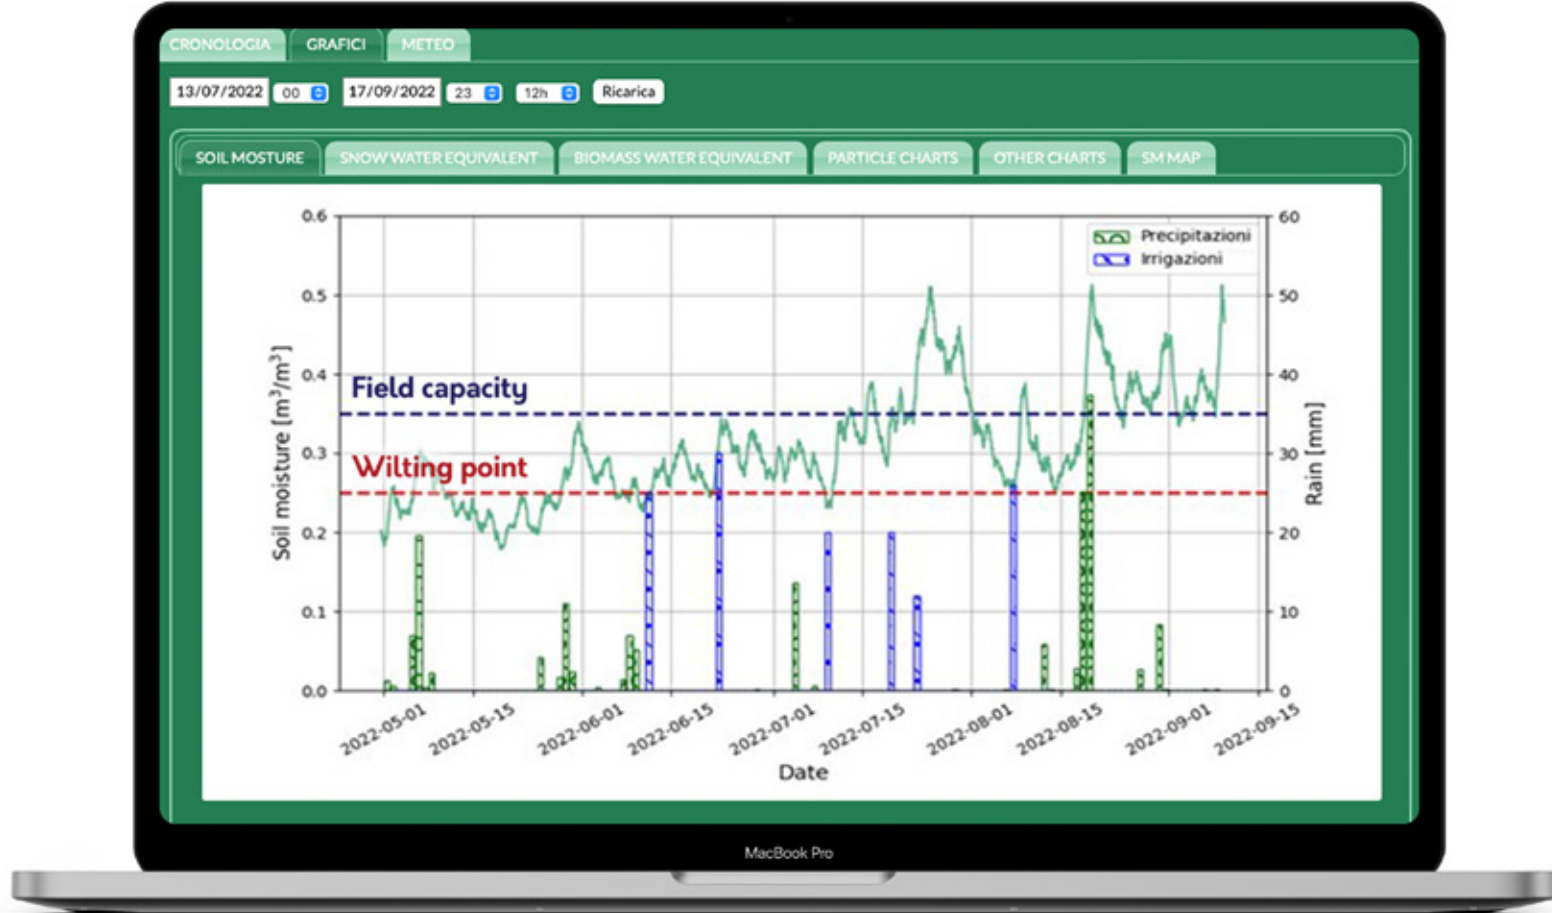 CRONOLOGIA GRAFICI METEO
13/07/2022 00 17/09/2022 23 12h Ricarica
SOIL MOSTURE SNOW WATER EQUIVALENT BIOMASS WATER EQUIVALENT PARTICLE CHARTS OTHER CHARTS SM MAP
0.6
0.5
0.4
0.3
0.2
0.1
0.0
Soil moisture [m³/m³]
Field capacity
Wilting point
Precipitazioni
Irrigazioni
60
50
40
30
20
10
0
Rain [mm]
2022-05-01 2022-05-15 2022-06-01 2022-06-15 2022-07-01 2022-07-15 2022-08-01 2022-08-15 2022-09-01 2022-09-15
Date
MacBook Pro